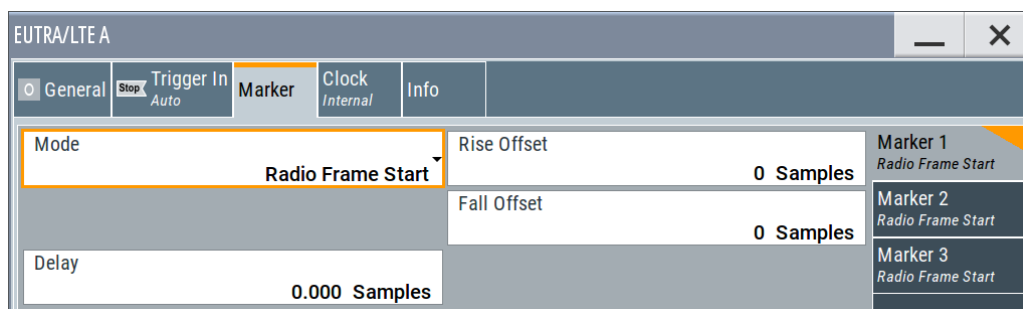 EUTRA/LTE A
O General
Stop Trigger In
Auto
Marker
Clock
Internal
Info
Mode
Radio Frame Start
Rise Offset
0 Samples
Fall Offset
0 Samples
Delay
0.000 Samples
Marker 1
Radio Frame Start
Marker 2
Radio Frame Start
Marker 3
Radio Frame Start